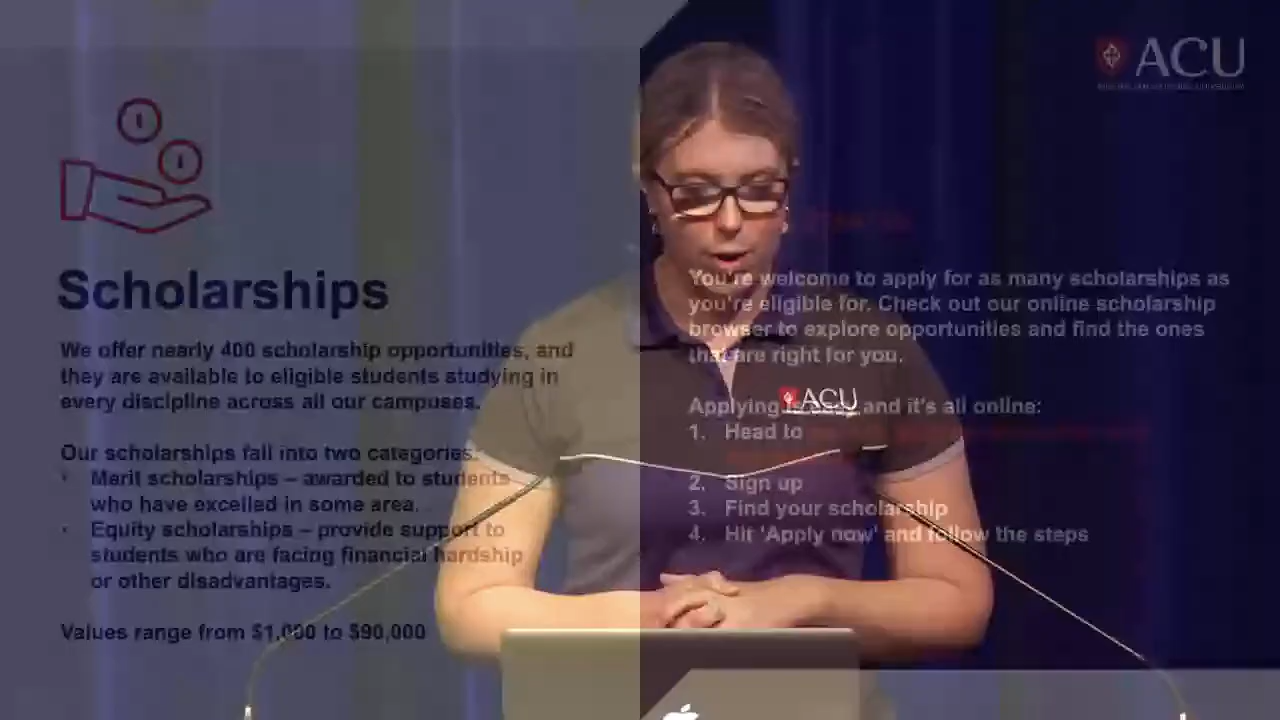 ACU
Scholarships
We offer nearly 400 scholarship opportunities, and
they are available to eligible students studying in
every discipline across all our campuses.
Our scholarships fall into two categories:
• Merit scholarships – awarded to students
who have excelled in some area.
• Equity scholarships – provide support to
students who are facing financial hardship
or other disadvantages.
Values range from $1,000 to $90,000
You're welcome to apply for as many scholarships as
you're eligible for. Check out our online scholarship
browser to explore opportunities and find the ones
that are right for you.
ACU
Applying is easy and it's all online:
1. Head to
2. Sign up
3. Find your scholarship
4. Hit 'Apply now' and follow the steps